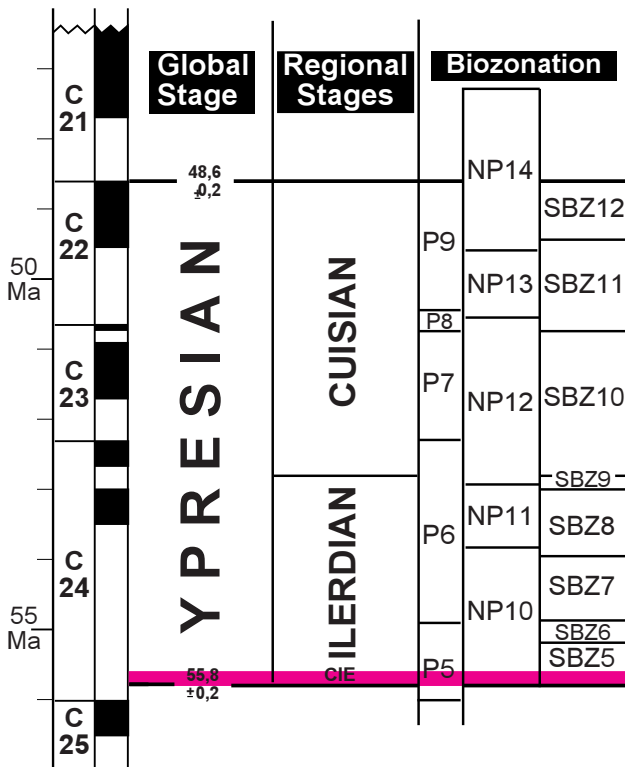 Global
Stage
Regional
Stages
Biozonation
C
21
C
22
C
23
C
24
C
25
50
Ma
55
Ma
48,6
±0,2
YPRESIAN
55,8
±0,2
CUISIAN
ILERDIAN
CIE
P9
P8
P7
P6
P5
NP14
NP13
NP12
NP11
NP10
SBZ12
SBZ11
SBZ10
SBZ9
SBZ8
SBZ7
SBZ6
SBZ5